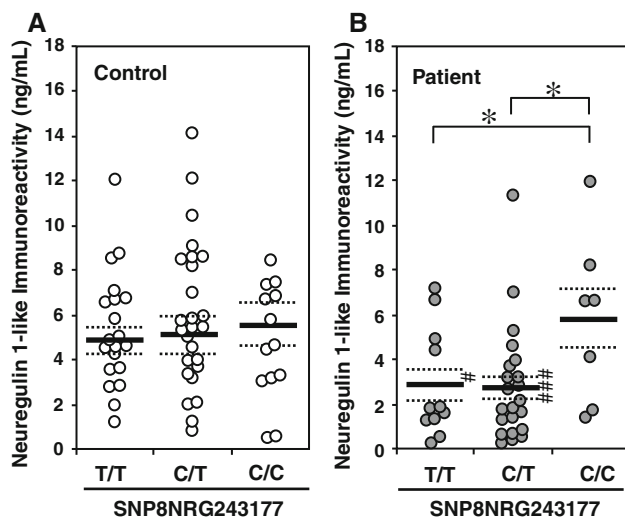 A
Neuregulin 1-like Immunoreactivity (ng/mL)
18
16
14
12
10
8
6
4
2
0
Control
T/T C/T C/C
SNP8NRG243177
B
Neuregulin 1-like Immunoreactivity (ng/mL)
18
16
14
12
10
8
6
4
2
0
Patient
*
*
#
#
#
#
T/T C/T C/C
SNP8NRG243177